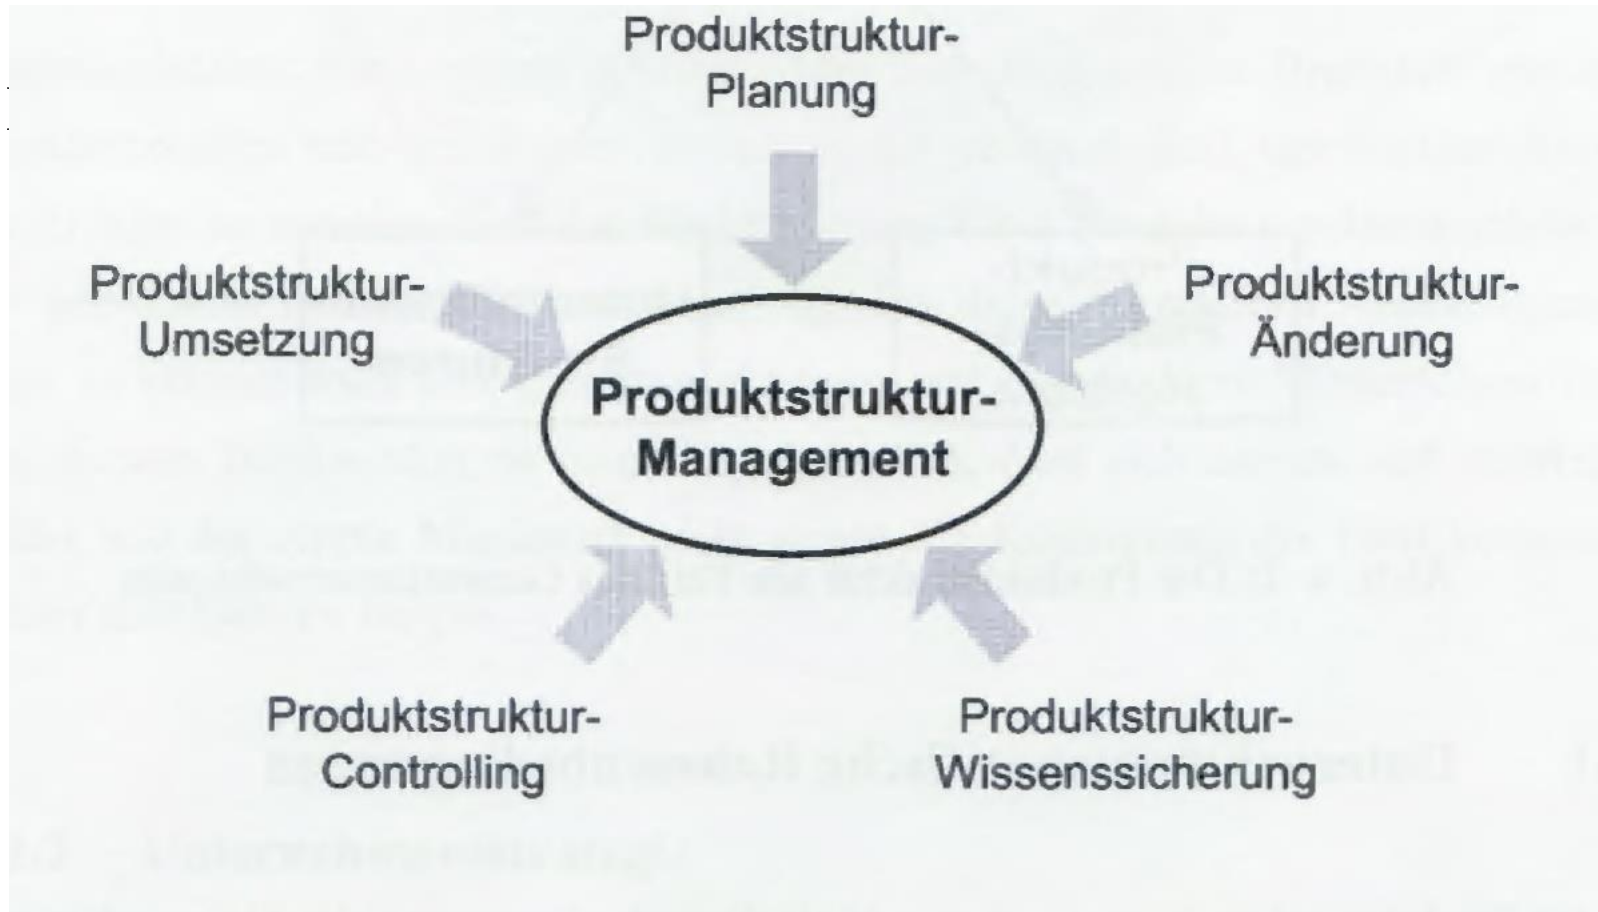 Produktstruktur-
Planung
Produktstruktur-
Umsetzung
Produktstruktur-
Änderung
Produktstruktur-
Management
Produktstruktur-
Controlling
Produktstruktur-
Wissenssicherung